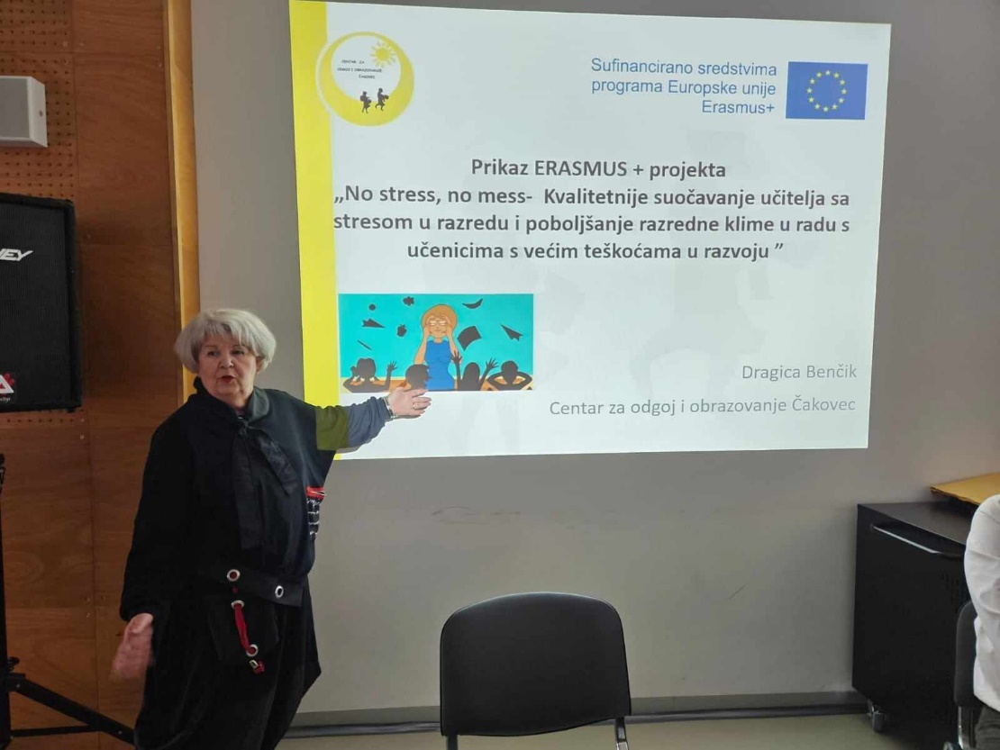 CENTAR ZA
ODGOJ I OBRAZOVANJE
ČAKOVEC
Sufinancirano sredstvima
programa Europske unije
Erasmus+
Prikaz ERASMUS + projekta
„No stress, no mess- Kvalitetnije suočavanje učitelja sa
stresom u razredu i poboljšanje razredne klime u radu s
učenicima s većim teškoćama u razvoju ”
Dragica Benčik
Centar za odgoj i obrazovanje Čakovec